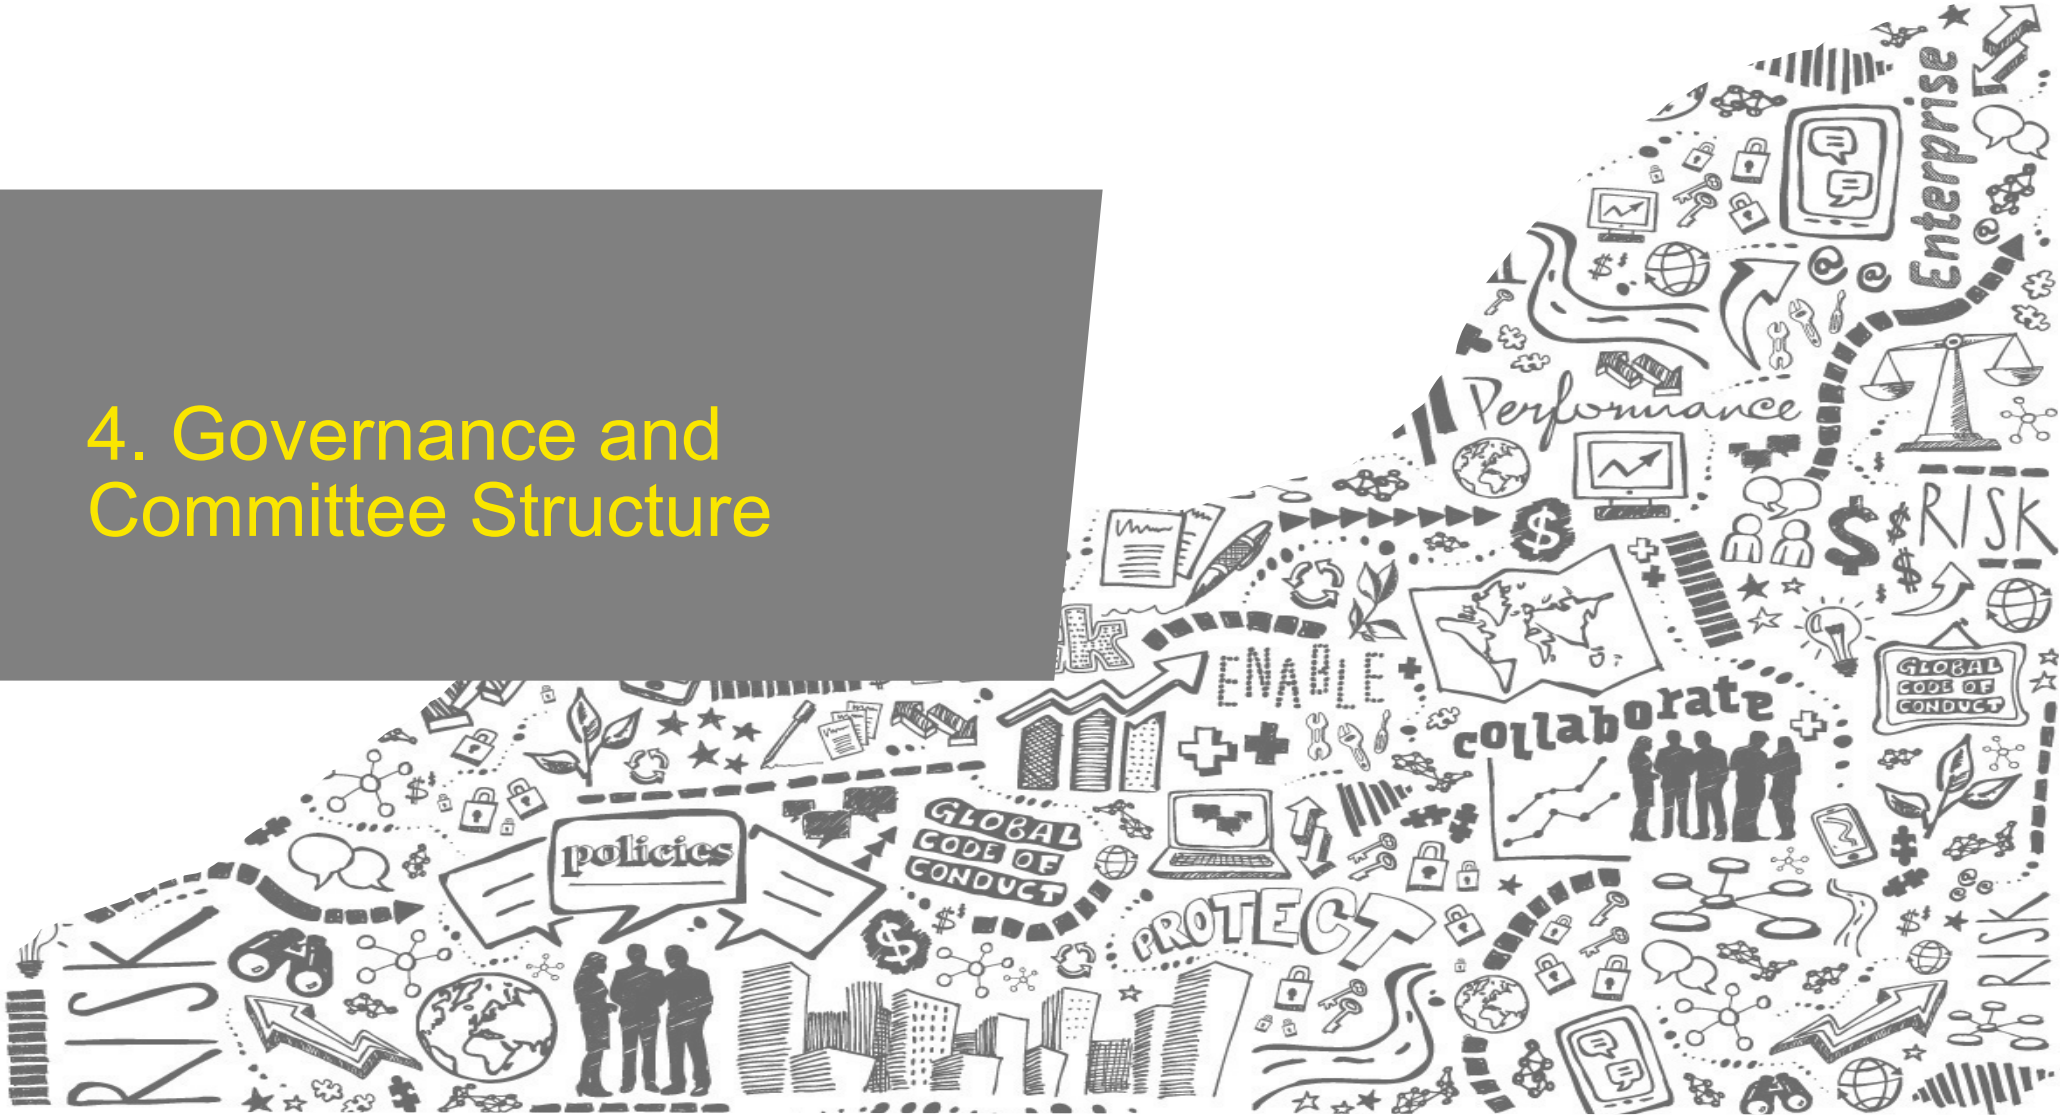 4. Governance and
Committee Structure
Enterprise
Performance
RISK
ENABLE
GLOBAL
CODE OF
CONDUCT
collaborate
policies
GLOBAL
CODE OF
CONDUCT
PROTECT
RISK
RISK